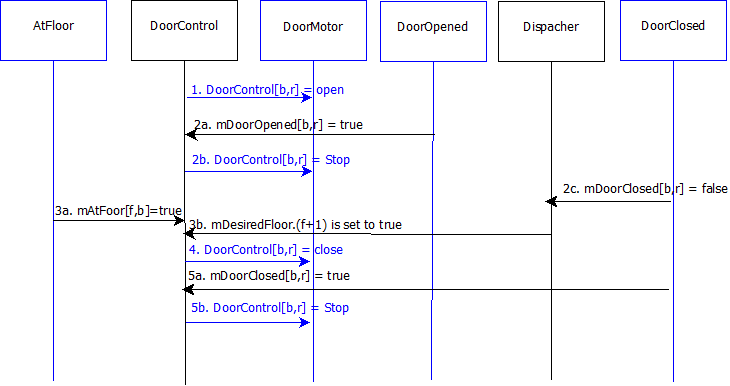 AtFloor
DoorControl
DoorMotor
DoorOpened
Dispacher
DoorClosed
1. DoorControl[b,r] = open
2a. mDoorOpened[b,r] = true
2b. DoorControl[b,r] = Stop
2c. mDoorClosed[b,r] = false
3a. mAtFoor[f,b]=true
3b. mDesiredFloor.(f+1) is set to true
4. DoorControl[b,r] = close
5a. mDoorClosed[b,r] = true
5b. DoorControl[b,r] = Stop